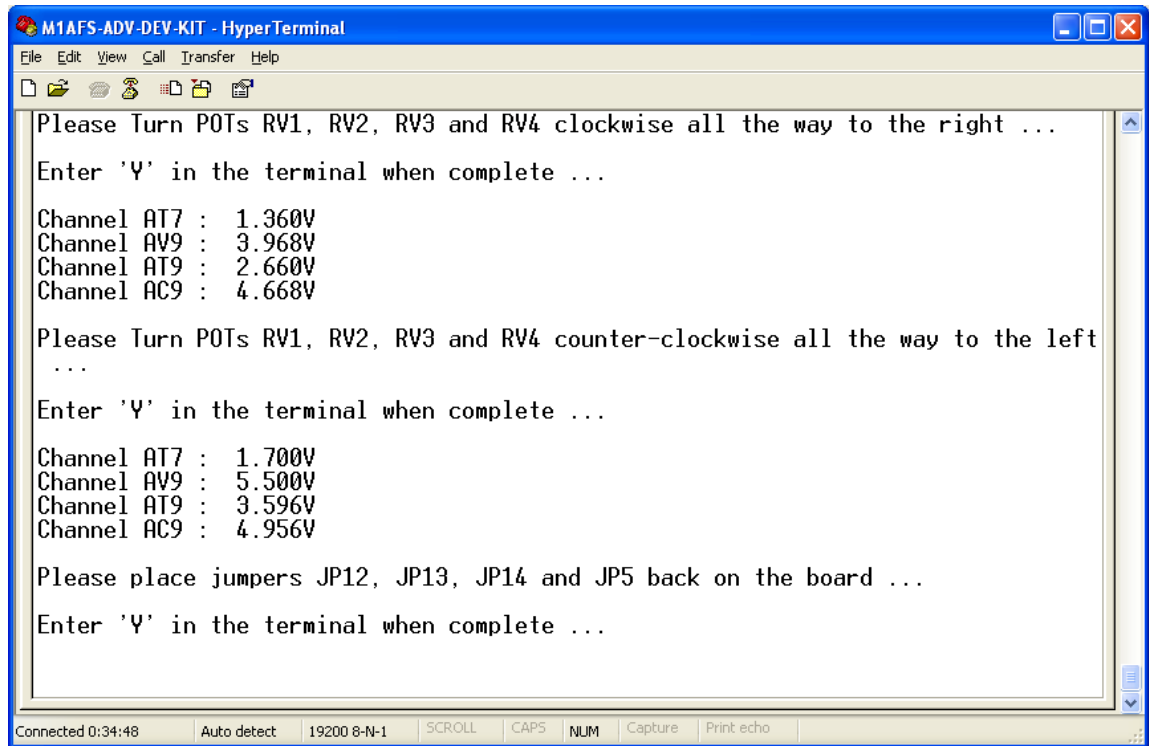 M1AFS-ADV-DEV-KIT - HyperTerminal
File Edit View Call Transfer Help
Please Turn POTs RV1, RV2, RV3 and RV4 clockwise all the way to the right ...
Enter 'Y' in the terminal when complete ...
Channel AT7 : 1.360V
Channel AV9 : 3.968V
Channel AT9 : 2.660V
Channel AC9 : 4.668V
Please Turn POTs RV1, RV2, RV3 and RV4 counter-clockwise all the way to the left
...
Enter 'Y' in the terminal when complete ...
Channel AT7 : 1.700V
Channel AV9 : 5.500V
Channel AT9 : 3.596V
Channel AC9 : 4.956V
Please place jumpers JP12, JP13, JP14 and JP5 back on the board ...
Enter 'Y' in the terminal when complete ...
Connected 0:34:48 Auto detect 19200 8-N-1 SCROLL CAPS NUM Capture Print echo